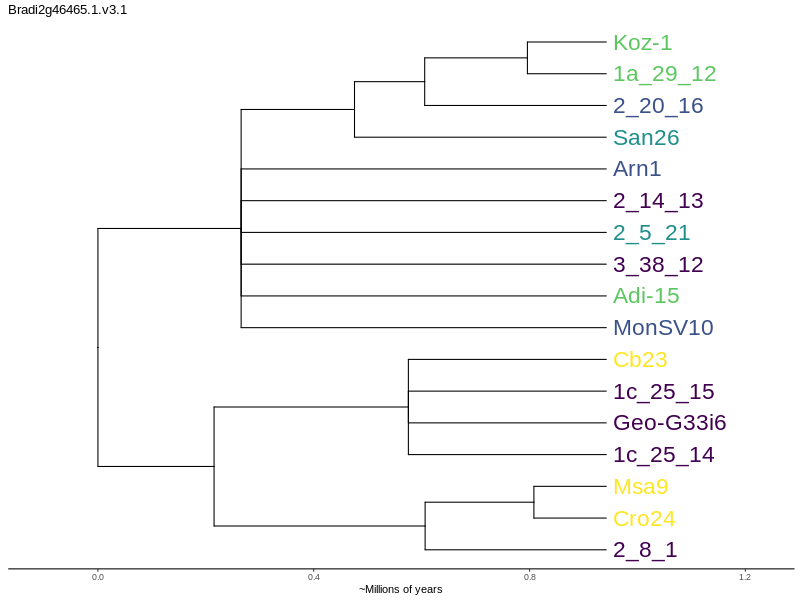 Bradi2g46465.1.v3.1
Koz-1
1a_29_12
2_20_16
San26
Arn1
2_14_13
2_5_21
3_38_12
Adi-15
MonSV10
Cb23
1c_25_15
Geo-G33i6
1c_25_14
Msa9
Cro24
2_8_1
0.0 0.4 0.8 1.2
~Millions of years